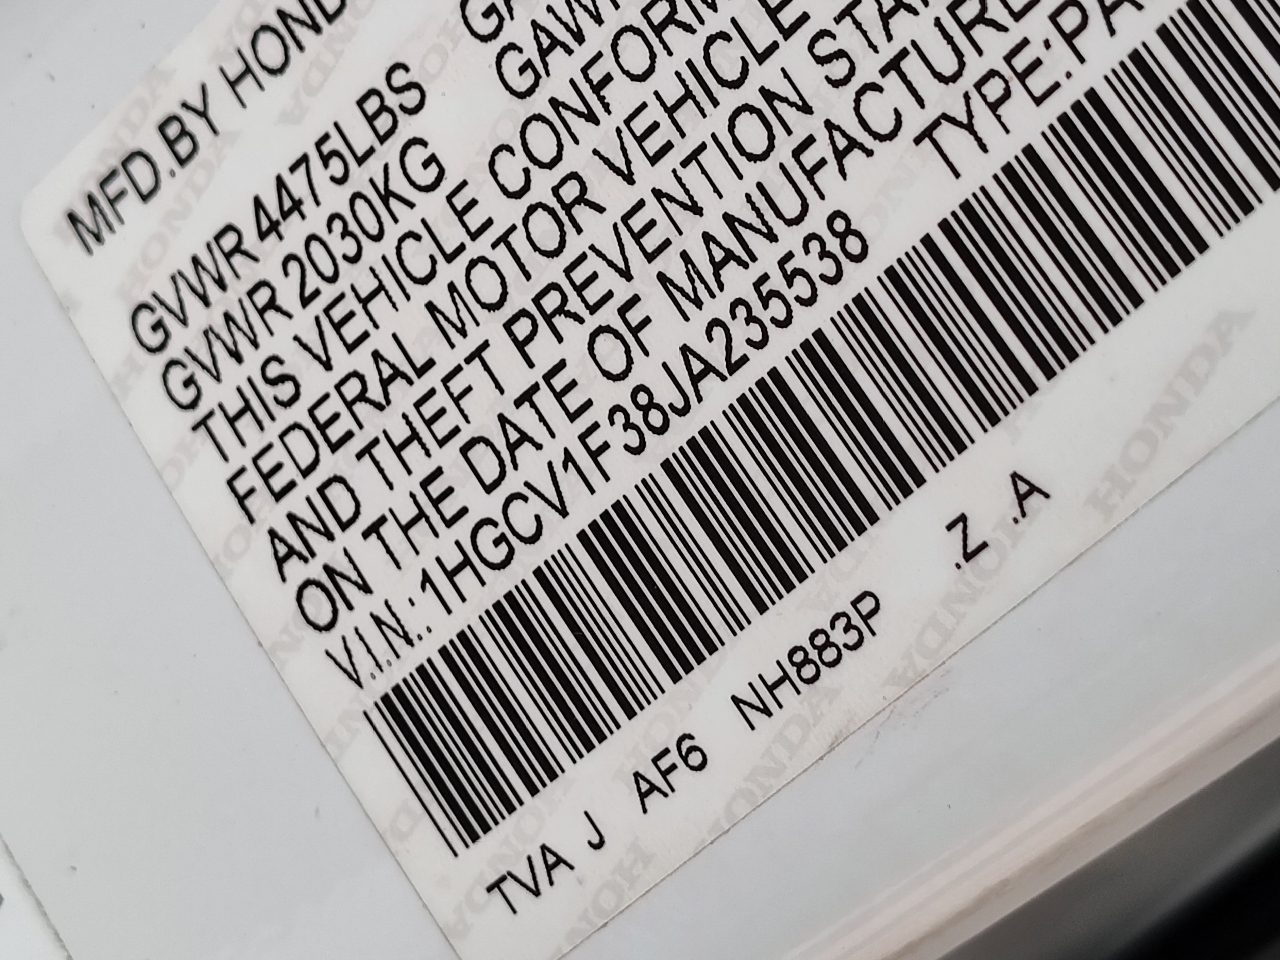 MFD.BY HOND
GVWR 4475LBS GA
GVWR 2030KG GAW
THIS VEHICLE CONFORM
FEDERAL MOTOR VEHICLE
AND THEFT PREVENTION STA
ON THE DATE OF MANUFACTURE
V.I.N.:1HGCV1F38JA235538 TYPE:PA
TVA J AF6 NH883P .Z .A